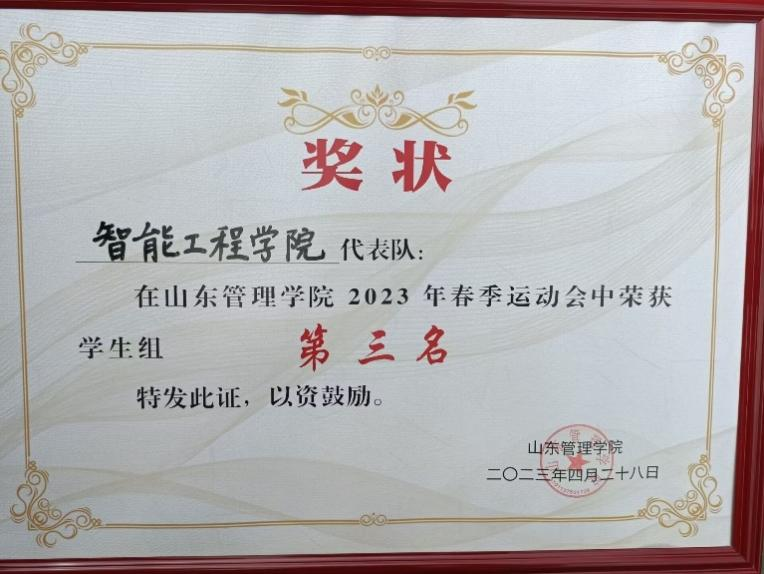 奖状
智能工程学院 代表队：
在山东管理学院 2023 年春季运动会中荣获
学生组 第三名
特发此证，以资鼓励。
山东管理学院
二〇二三年四月二十八日